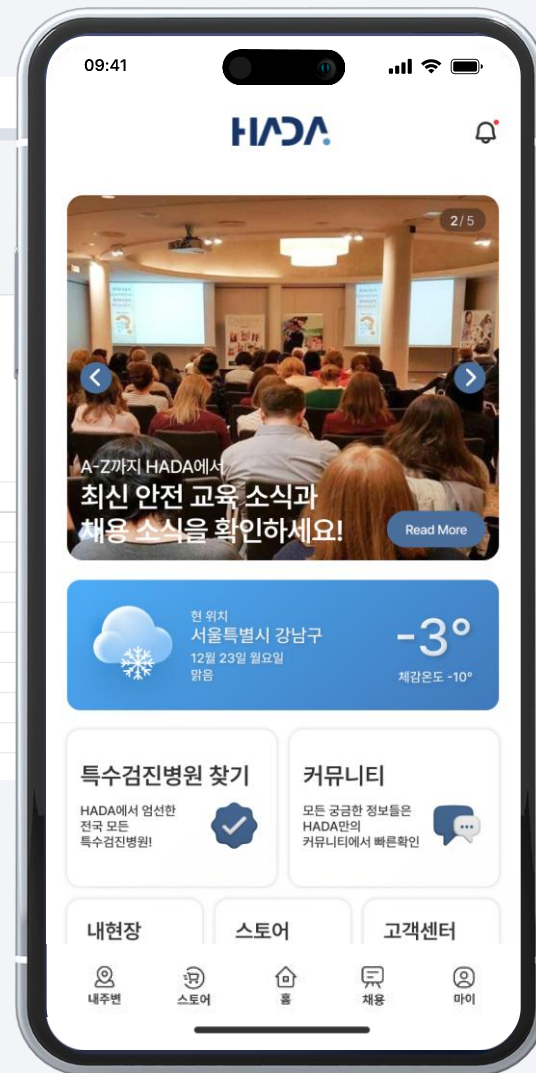 09:41
HADA
2/5
A-Z까지 HADA에서
최신 안전 교육 소식과
채용 소식을 확인하세요!
Read More
현 위치
서울특별시 강남구
12월 23일 월요일
맑음
-3°
체감온도 -10°
특수검진병원 찾기
HADA에서 엄선한
전국 모든
특수검진병원!
커뮤니티
모든 궁금한 정보들은
HADA만의
커뮤니티에서 빠른확인
내현장
스토어
고객센터
내주변
스토어
홈
채용
마이